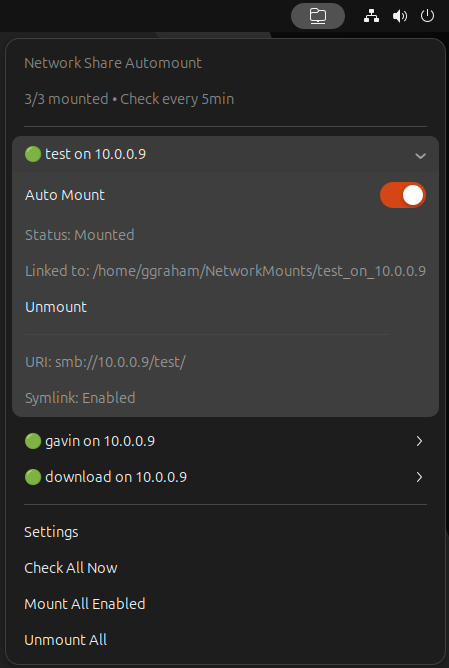 Network Share Automount
3/3 mounted • Check every 5min
test on 10.0.0.9
Auto Mount
Status: Mounted
Linked to: /home/ggraham/NetworkMounts/test_on_10.0.0.9
Unmount
URI: smb://10.0.0.9/test/
Symlink: Enabled
gavin on 10.0.0.9
download on 10.0.0.9
Settings
Check All Now
Mount All Enabled
Unmount All